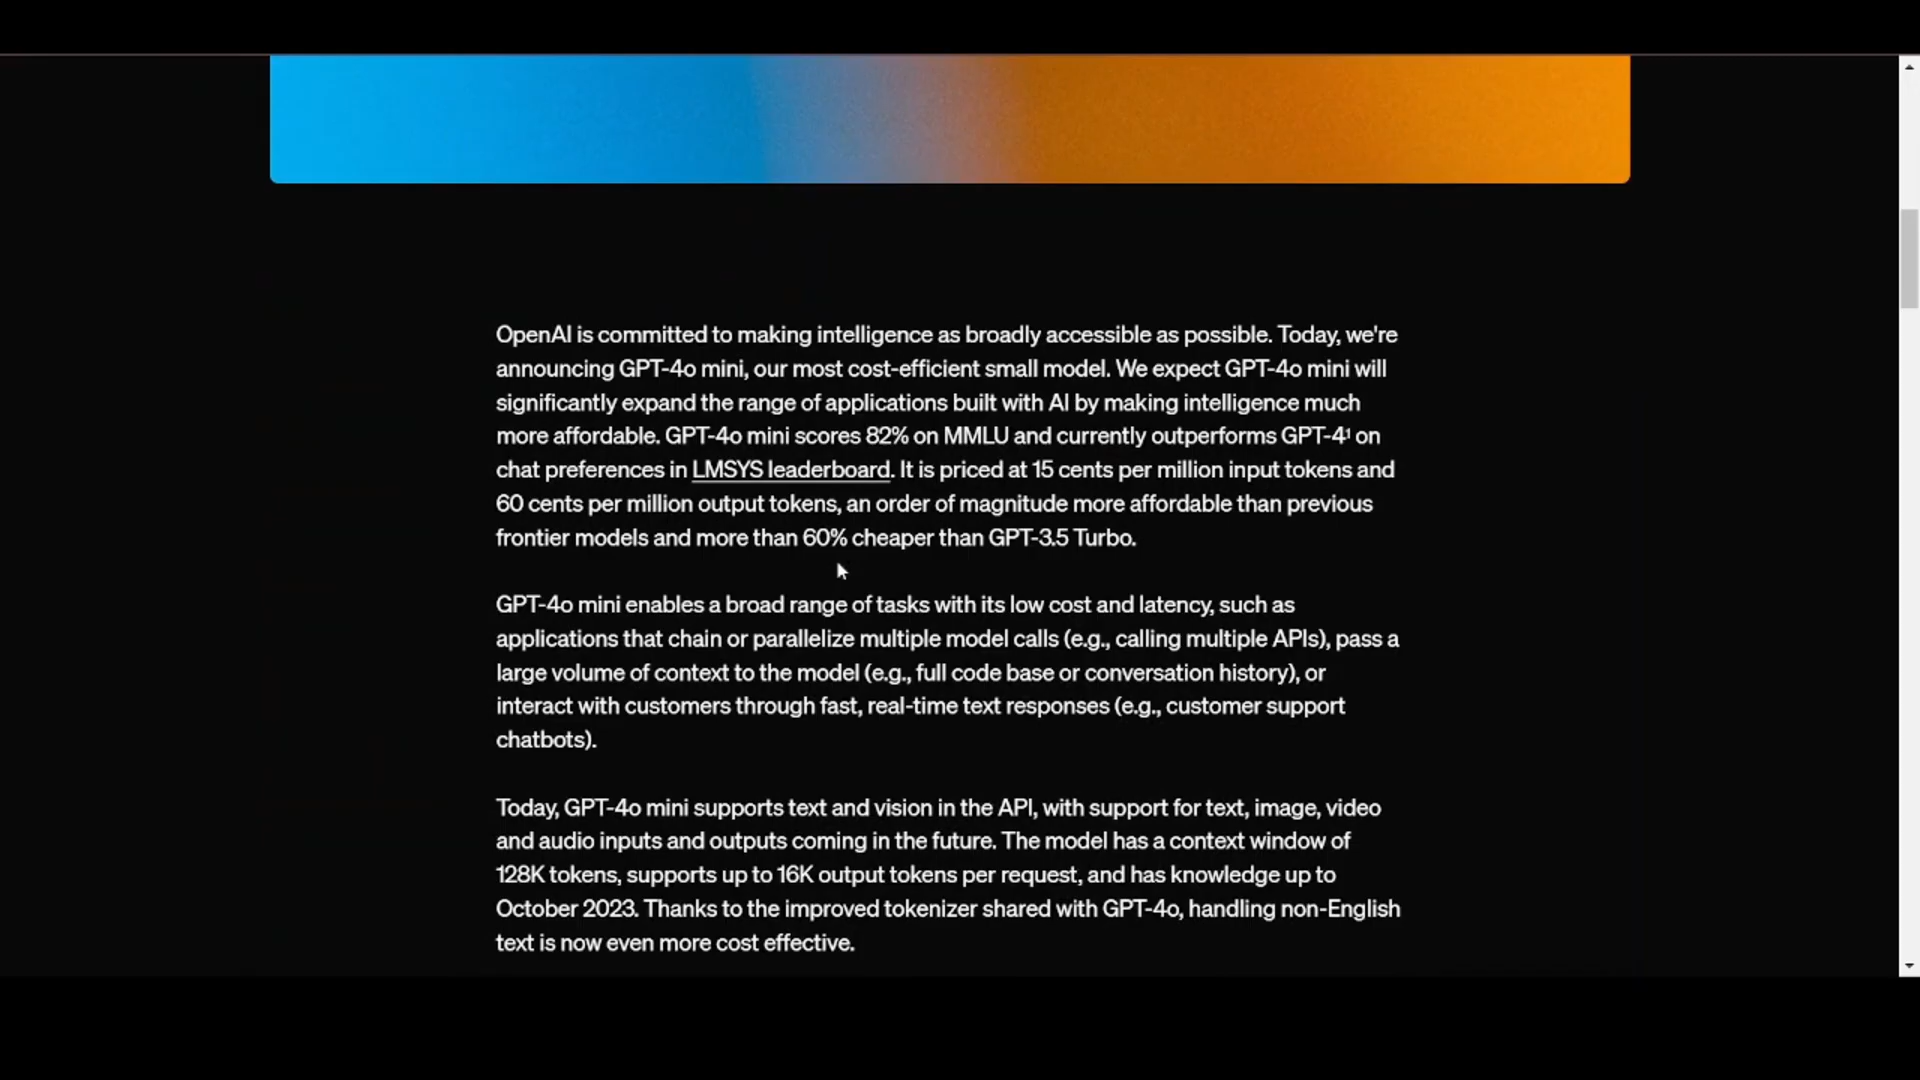 OpenAI is committed to making intelligence as broadly accessible as possible. Today, we're
announcing GPT-4o mini, our most cost-efficient small model. We expect GPT-4o mini will
significantly expand the range of applications built with AI by making intelligence much
more affordable. GPT-4o mini scores 82% on MMLU and currently outperforms GPT-4¹ on
chat preferences in LMSYS leaderboard. It is priced at 15 cents per million input tokens and
60 cents per million output tokens, an order of magnitude more affordable than previous
frontier models and more than 60% cheaper than GPT-3.5 Turbo.
GPT-4o mini enables a broad range of tasks with its low cost and latency, such as
applications that chain or parallelize multiple model calls (e.g., calling multiple APIs), pass a
large volume of context to the model (e.g., full code base or conversation history), or
interact with customers through fast, real-time text responses (e.g., customer support
chatbots).
Today, GPT-4o mini supports text and vision in the API, with support for text, image, video
and audio inputs and outputs coming in the future. The model has a context window of
128K tokens, supports up to 16K output tokens per request, and has knowledge up to
October 2023. Thanks to the improved tokenizer shared with GPT-4o, handling non-English
text is now even more cost effective.